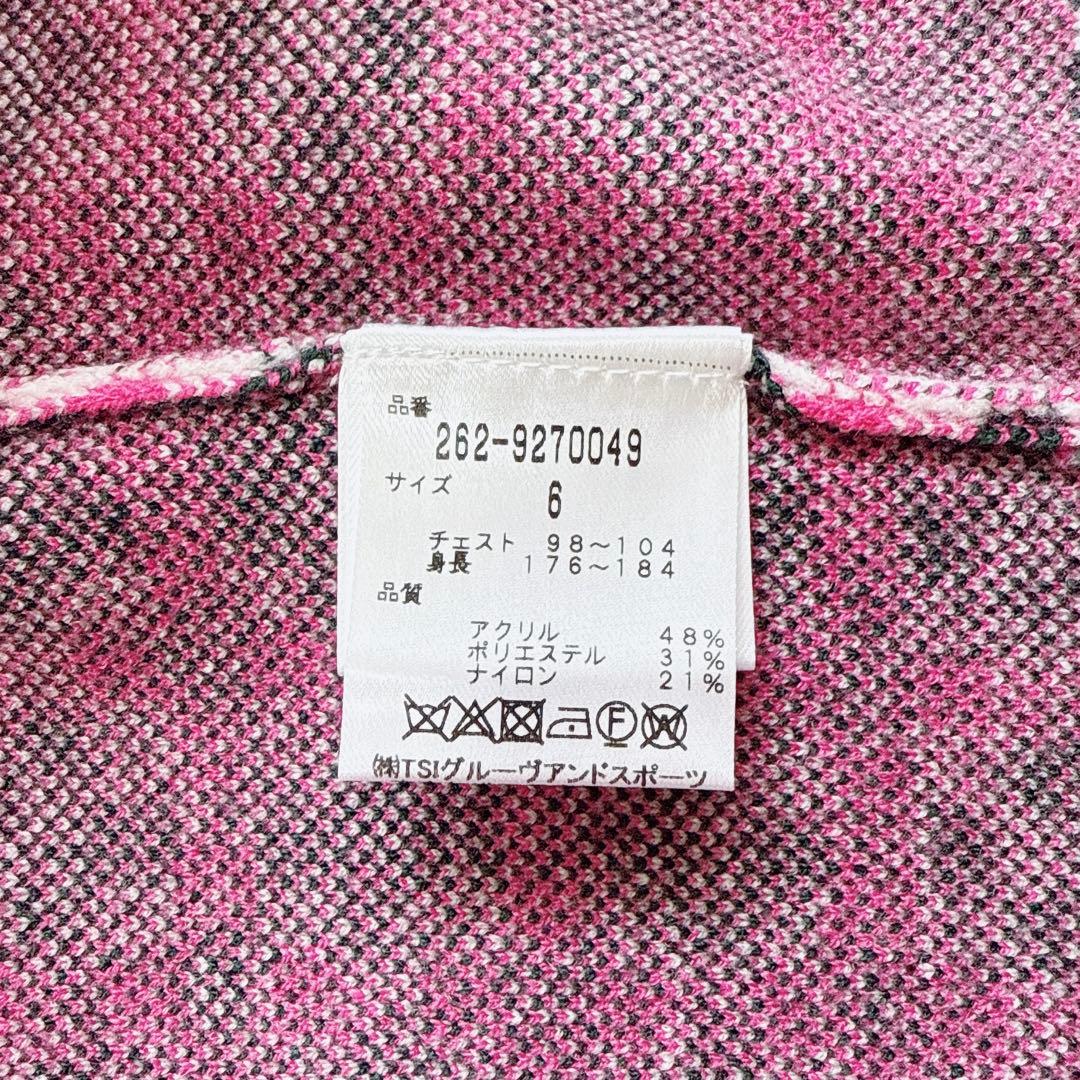 品番
262-9270049
サイズ 6
チェスト 98～104
身長 176～184
品質
アクリル 48%
ポリエステル 31%
ナイロン 21%
F W
㈱TSIグルーヴアンドスポーツ